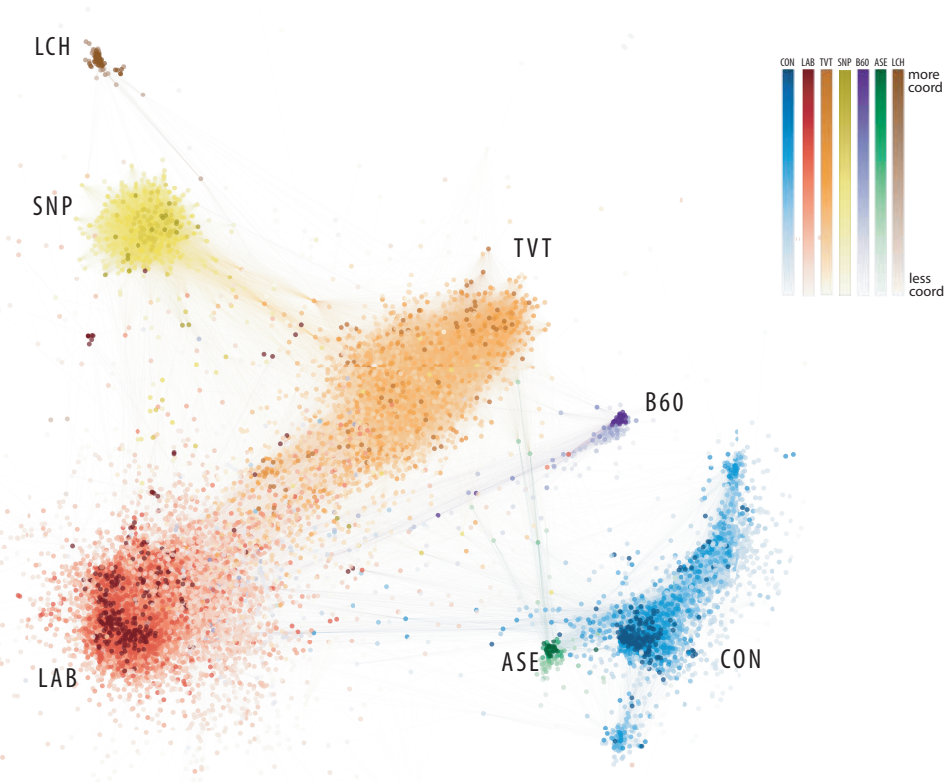 LCH
CON LAB TVT SNP B60 ASE LCH
more
coord
SNP
TVT
less
coord
B60
ASE
CON
LAB